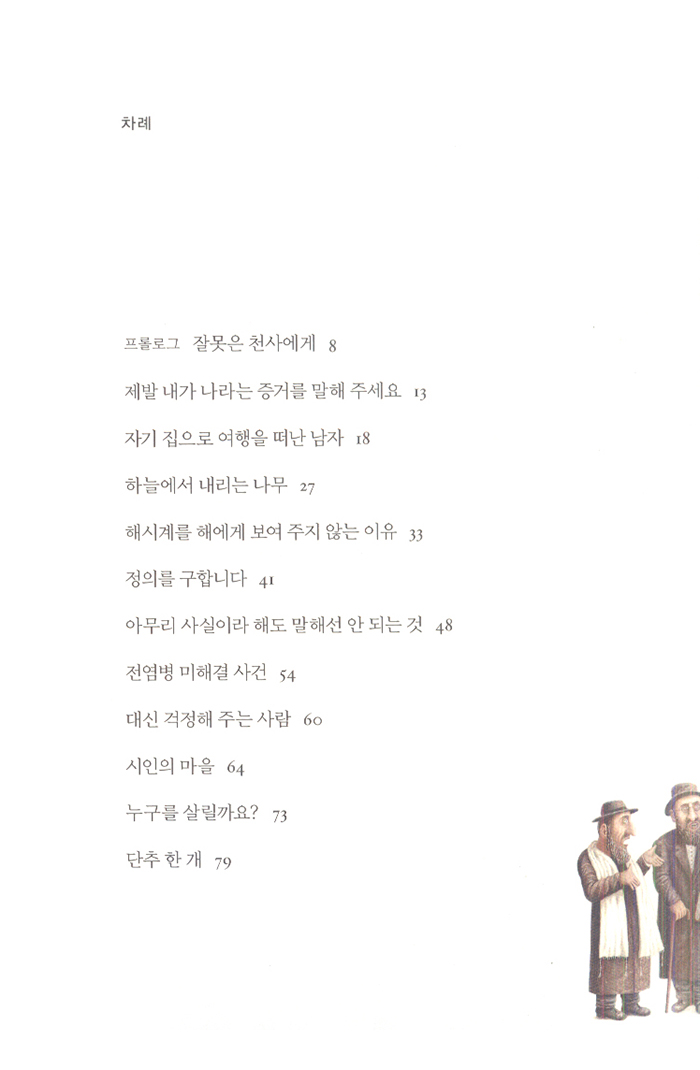 차례
프롤로그 잘못은 천사에게 8
제발 내가 나라는 증거를 말해 주세요 13
자기 집으로 여행을 떠난 남자 18
하늘에서 내리는 나무 27
해시계를 해에게 보여 주지 않는 이유 33
정의를 구합니다 41
아무리 사실이라 해도 말해선 안 되는 것 48
전염병 미해결 사건 54
대신 걱정해 주는 사람 60
시인의 마을 64
누구를 살릴까요? 73
단추 한 개 79